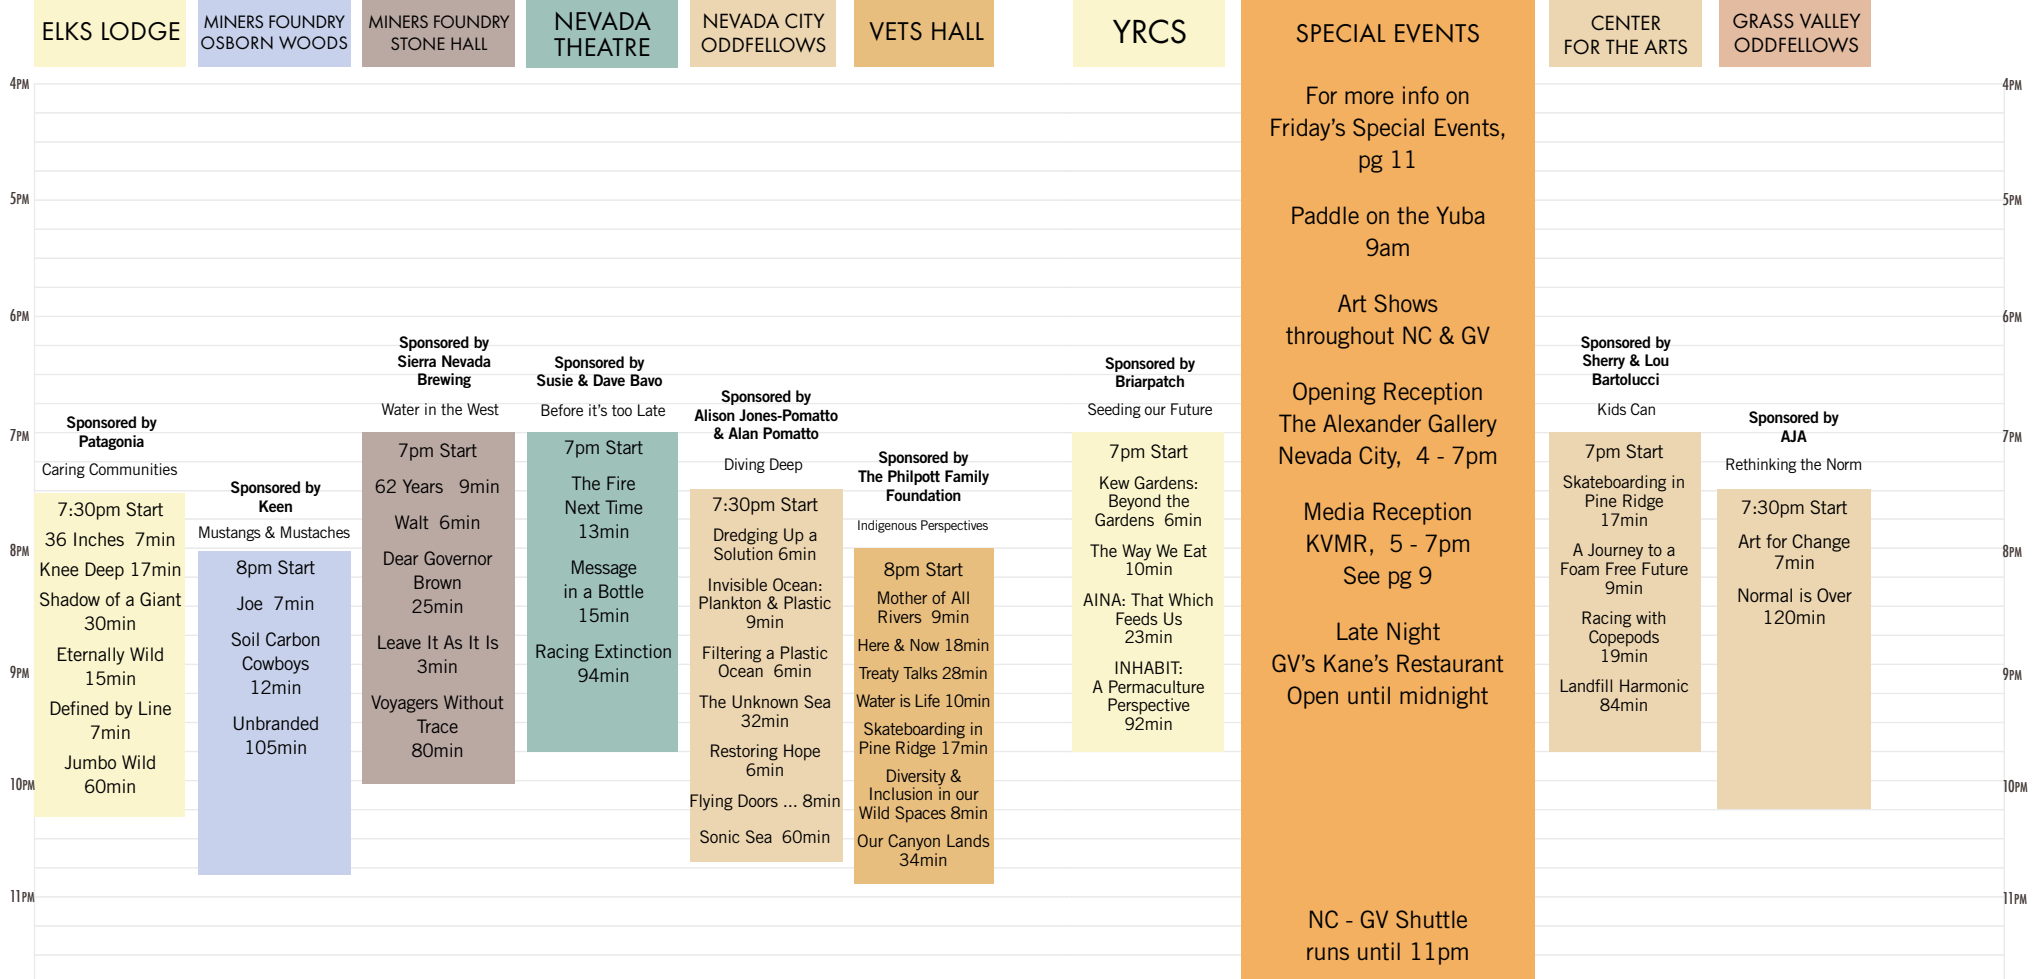 ELKS LODGE
MINERS FOUNDRY
OSBORN WOODS
MINERS FOUNDRY
STONE HALL
NEVADA
THEATRE
NEVADA CITY
ODDFELLOWS
VETS HALL
YRCS
SPECIAL EVENTS
CENTER
FOR THE ARTS
GRASS VALLEY
ODDFELLOWS
4PM
5PM
6PM
7PM
8PM
9PM
10PM
11PM
Sponsored by
Patagonia
Caring Communities
7:30pm Start
36 Inches 7min
Knee Deep 17min
Shadow of a Giant
30min
Eternally Wild
15min
Defined by Line
7min
Jumbo Wild
60min
Sponsored by
Keen
Mustangs & Mustaches
8pm Start
Joe 7min
Soil Carbon
Cowboys
12min
Unbranded
105min
Sponsored by
Sierra Nevada
Brewing
Water in the West
7pm Start
62 Years 9min
Walt 6min
Dear Governor
Brown
25min
Leave It As It Is
3min
Voyagers Without
Trace
80min
Sponsored by
Susie & Dave Bavo
Before it's too Late
7pm Start
The Fire
Next Time
13min
Message
in a Bottle
15min
Racing Extinction
94min
Sponsored by
Alison Jones-Pomatto
& Alan Pomatto
Diving Deep
7:30pm Start
Dredging Up a
Solution 6min
Invisible Ocean:
Plankton & Plastic
9min
Filtering a Plastic
Ocean 6min
The Unknown Sea
32min
Restoring Hope
6min
Flying Doors ... 8min
Sonic Sea 60min
Sponsored by
The Philpott Family
Foundation
Indigenous Perspectives
8pm Start
Mother of All
Rivers 9min
Here & Now 18min
Treaty Talks 28min
Water is Life 10min
Skateboarding in
Pine Ridge 17min
Diversity &
Inclusion in our
Wild Spaces 8min
Our Canyon Lands
34min
Sponsored by
Briarpatch
Seeding our Future
7pm Start
Kew Gardens:
Beyond the
Gardens 6min
The Way We Eat
10min
AINA: That Which
Feeds Us
23min
INHABIT:
A Permaculture
Perspective
92min
For more info on
Friday's Special Events,
pg 11
Paddle on the Yuba
9am
Art Shows
throughout NC & GV
Opening Reception
The Alexander Gallery
Nevada City, 4 - 7pm
Media Reception
KVMR, 5 - 7pm
See pg 9
Late Night
GV's Kane's Restaurant
Open until midnight
NC - GV Shuttle
runs until 11pm
Sponsored by
Sherry & Lou
Bartolucci
Kids Can
7pm Start
Skateboarding in
Pine Ridge
17min
A Journey to a
Foam Free Future
9min
Racing with
Copepods
19min
Landfill Harmonic
84min
Sponsored by
AJA
Rethinking the Norm
7:30pm Start
Art for Change
7min
Normal is Over
120min
4PM
5PM
6PM
7PM
8PM
9PM
10PM
11PM